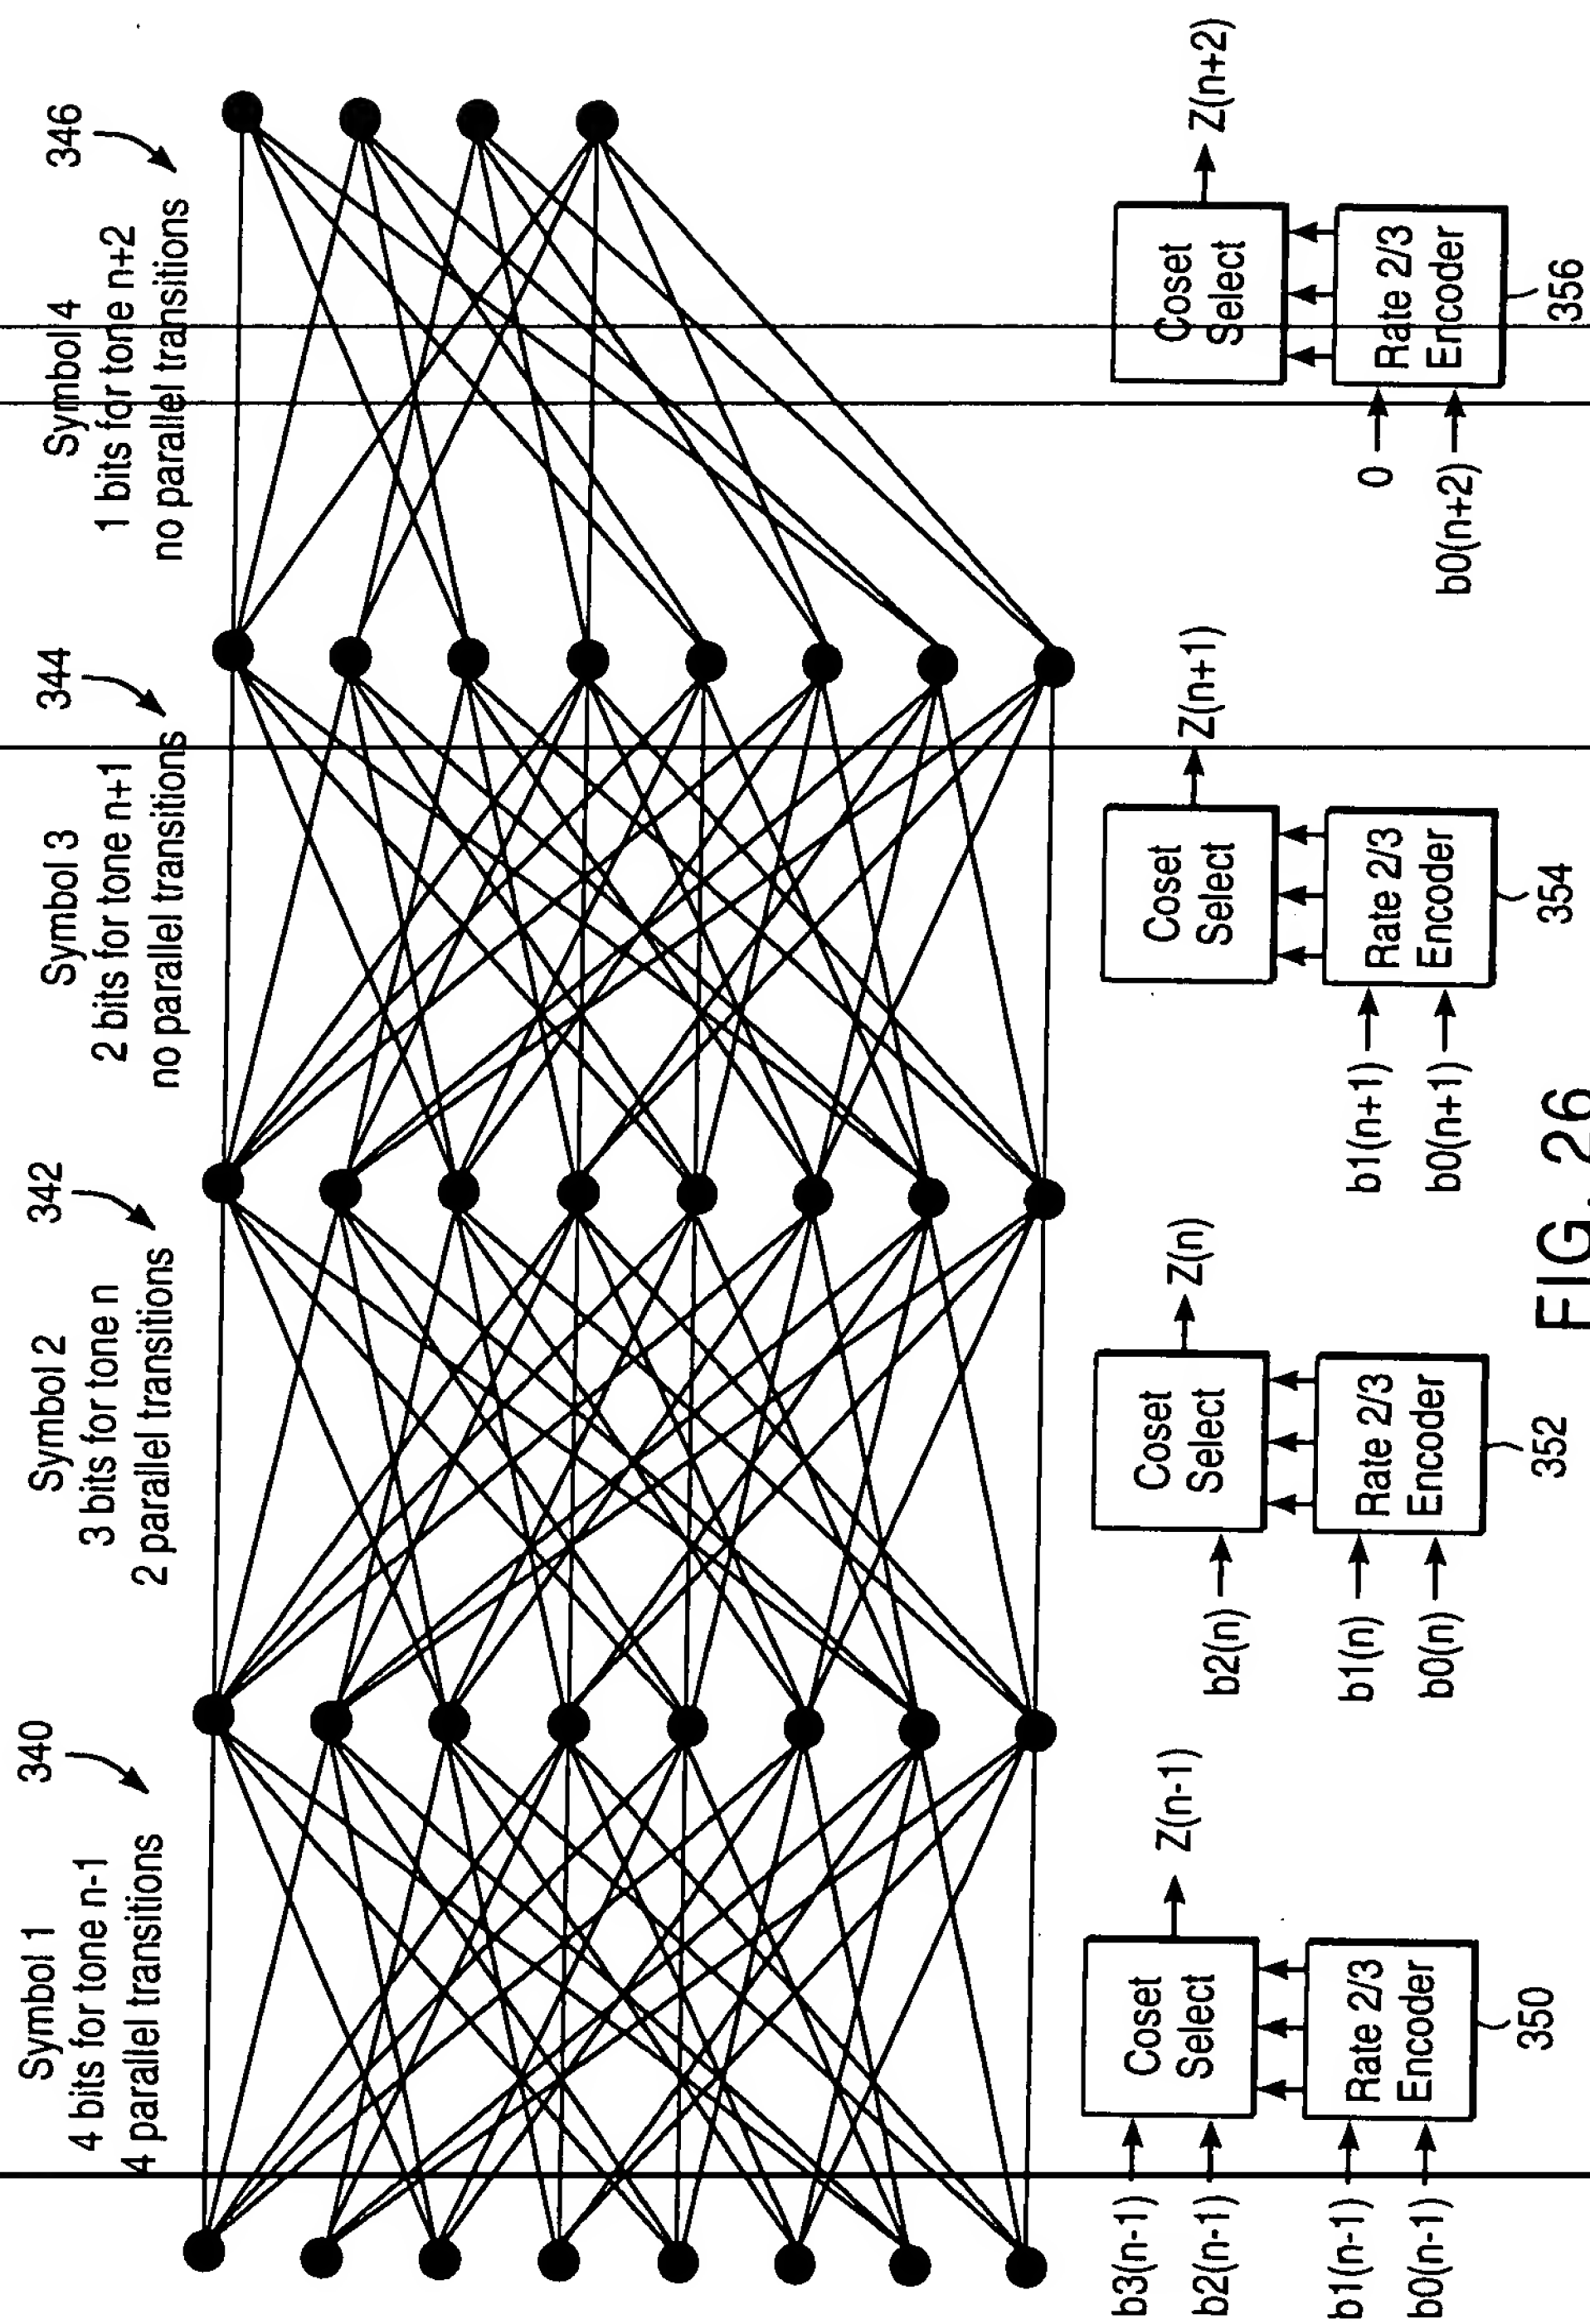 Symbol 1
4 bits for tone n-1
4 parallel transitions
340
Symbol 2
3 bits for tone n
2 parallel transitions
342
Symbol 3
2 bits for tone n+1
no parallel transitions
344
Symbol 4
1 bits for tone n+2
no parallel transitions
346
b3(n-1)
b2(n-1)
b1(n-1)
b0(n-1)
Coset
Select
Z(n-1)
Rate 2/3
Encoder
350
b2(n)
b1(n)
b0(n)
Coset
Select
Z(n)
Rate 2/3
Encoder
352
b1(n+1)
b0(n+1)
Coset
Select
Z(n+1)
Rate 2/3
Encoder
354
0
b0(n+2)
Coset
Select
Z(n+2)
Rate 2/3
Encoder
356
FIG. 26